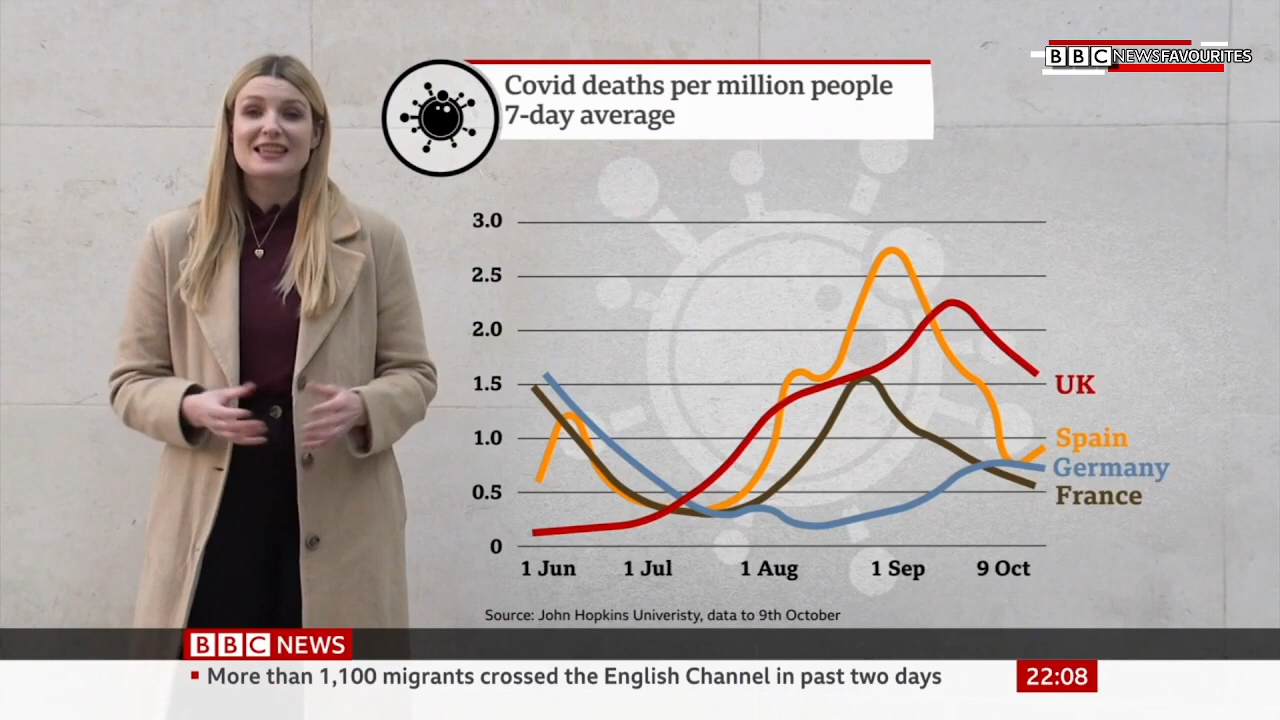 BBC NEWSFAVOURITES
Covid deaths per million people
7-day average
3.0
2.5
2.0
1.5
1.0
0.5
0
1 Jun 1 Jul 1 Aug 1 Sep 9 Oct
UK
Spain
Germany
France
Source: John Hopkins Univeristy, data to 9th October
BBC NEWS
More than 1,100 migrants crossed the English Channel in past two days
22:08